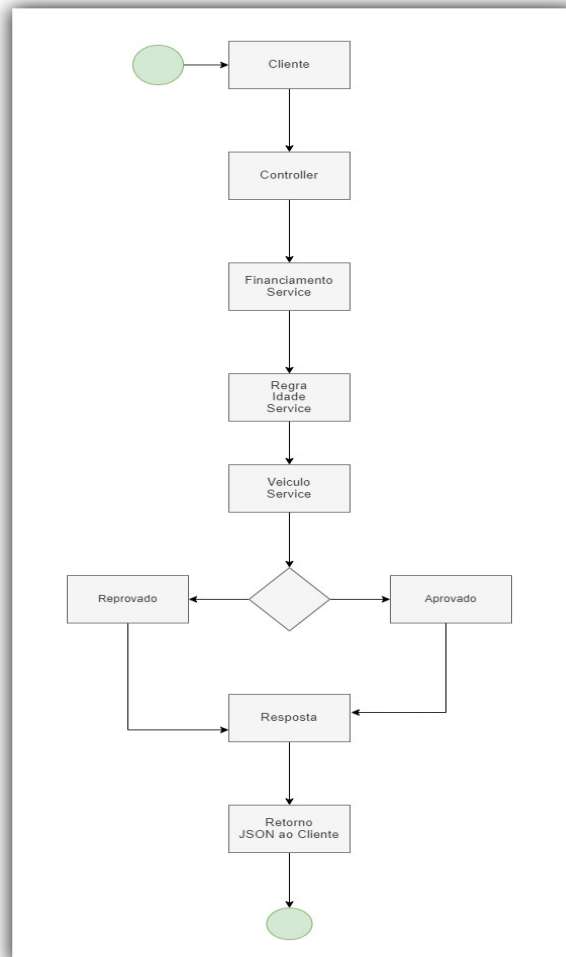 Cliente
Controller
Financiamento
Service
Regra
Idade
Service
Veiculo
Service
Reprovado
Aprovado
Resposta
Retorno
JSON ao Cliente